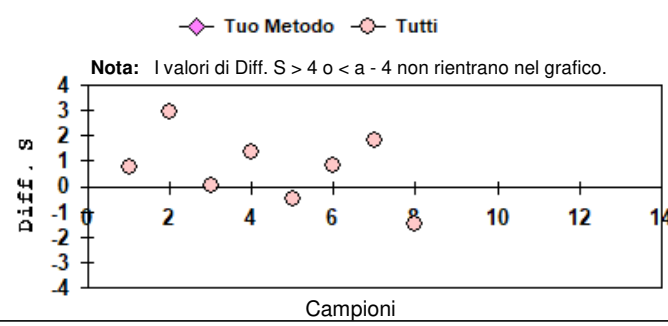 Tuo Metodo Tutti
Nota: I valori di Diff. S > 4 o < a - 4 non rientrano nel grafico.
4
3
2
1
0
-1
-2
-3
-4
Diff. S
0 2 4 6 8 10 12 14
Campioni